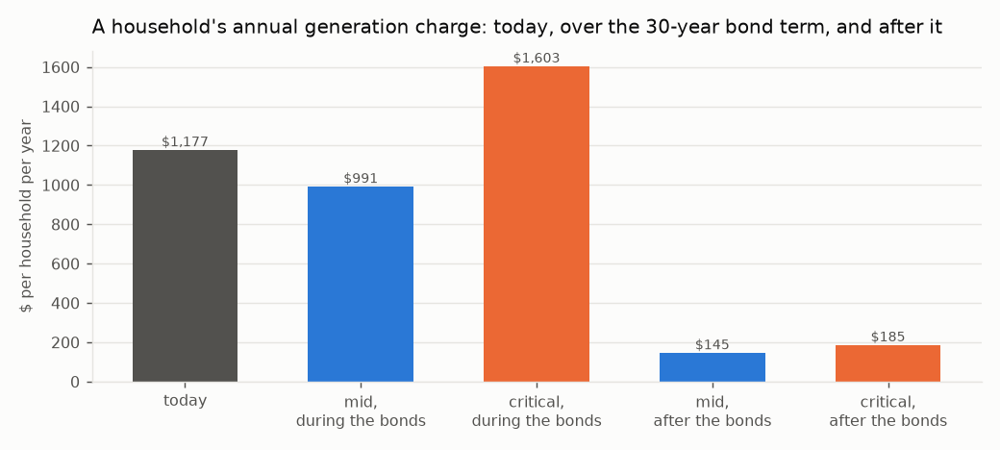 A household's annual generation charge: today, over the 30-year bond term, and after it
$ per household per year
1600
1400
1200
1000
800
600
400
200
0
$1,177
$991
$1,603
$145
$185
today
mid,
during the bonds
critical,
during the bonds
mid,
after the bonds
critical,
after the bonds